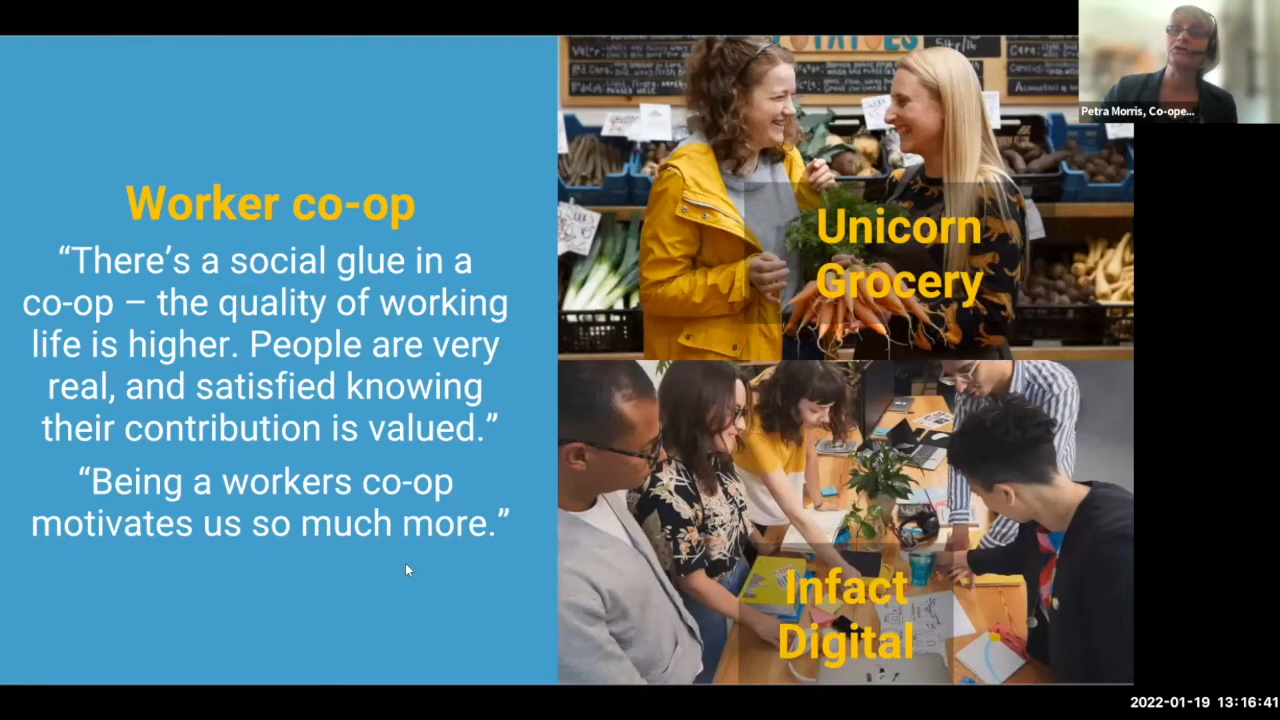 Worker co-op
“There’s a social glue in a
co-op – the quality of working
life is higher. People are very
real, and satisfied knowing
their contribution is valued.”
“Being a workers co-op
motivates us so much more.”
POTATOES
Unicorn
Grocery
Infact
Digital
Petra Morris, Co-ope...
2022-01-19 13:16:41